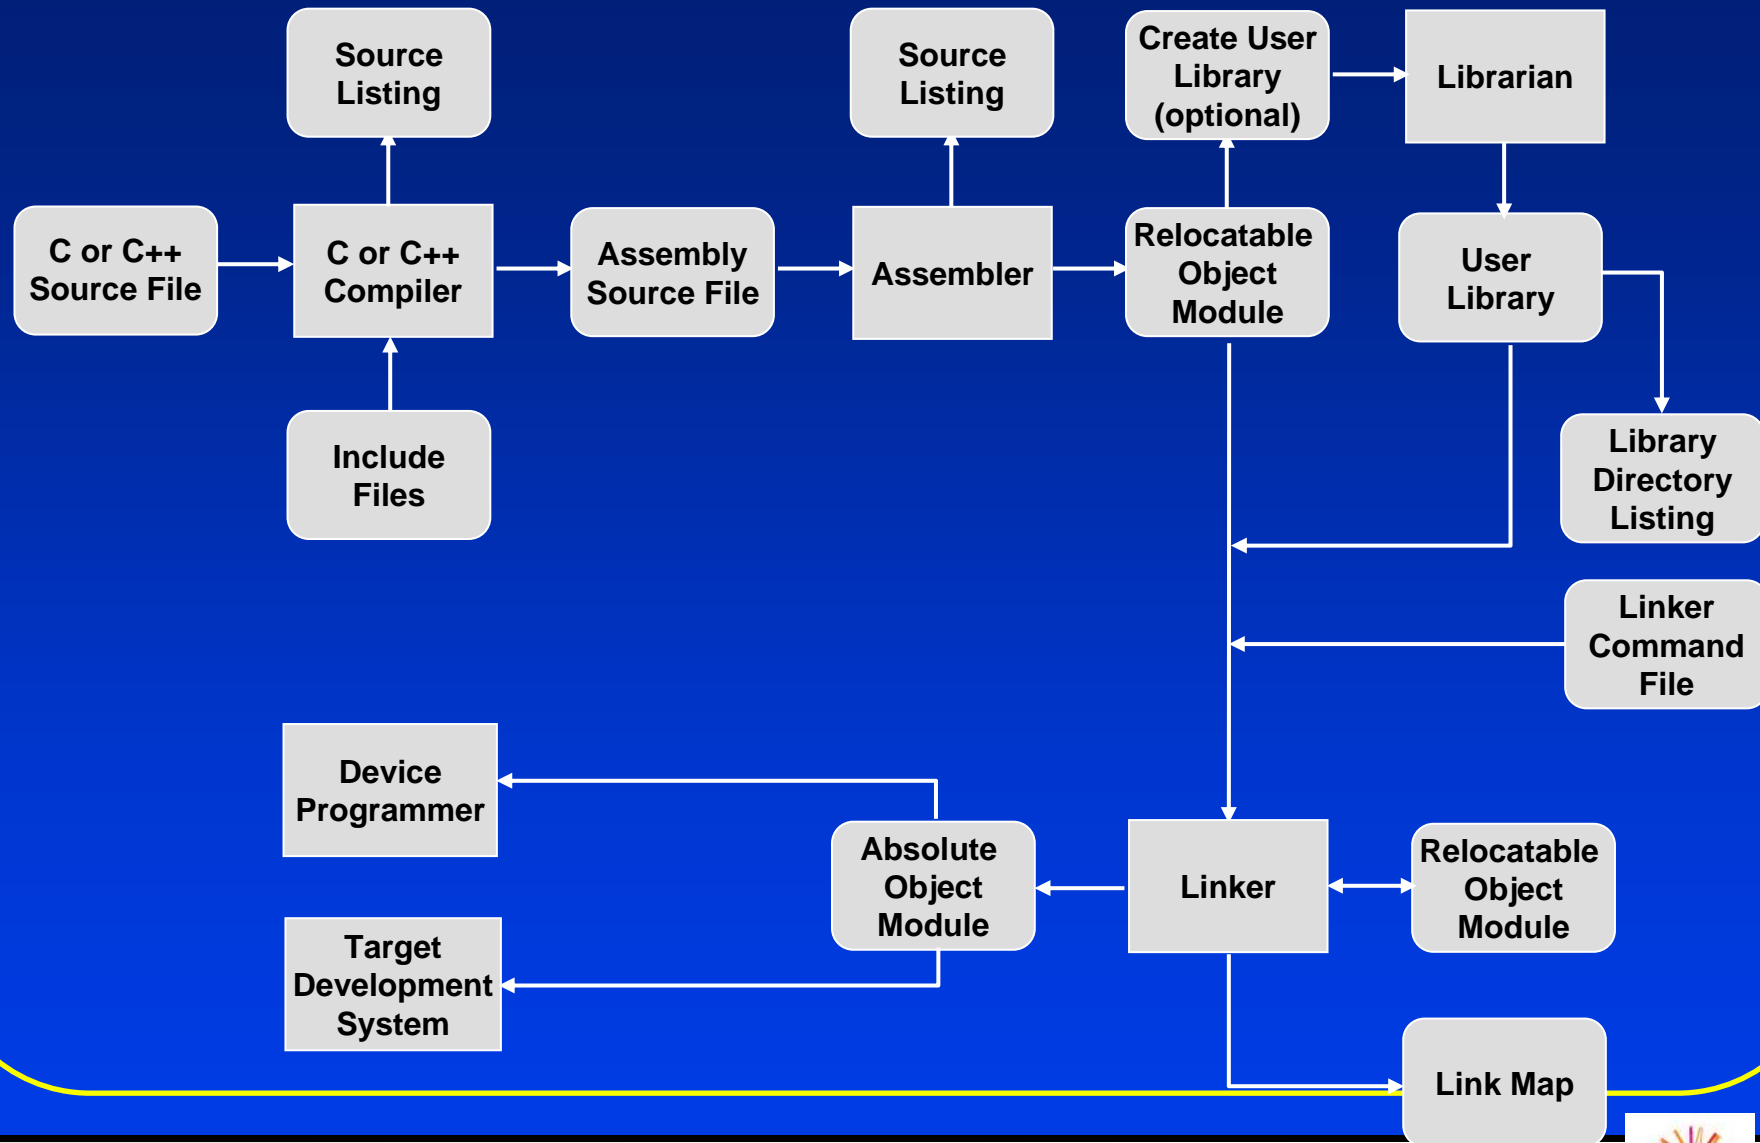 Source
Listing
Source
Listing
Create User
Library
(optional)
Librarian
C or C++
Source File
C or C++
Compiler
Assembly
Source File
Assembler
Relocatable
Object
Module
User
Library
Include
Files
Library
Directory
Listing
Linker
Command
File
Device
Programmer
Absolute
Object
Module
Linker
Relocatable
Object
Module
Target
Development
System
Link Map